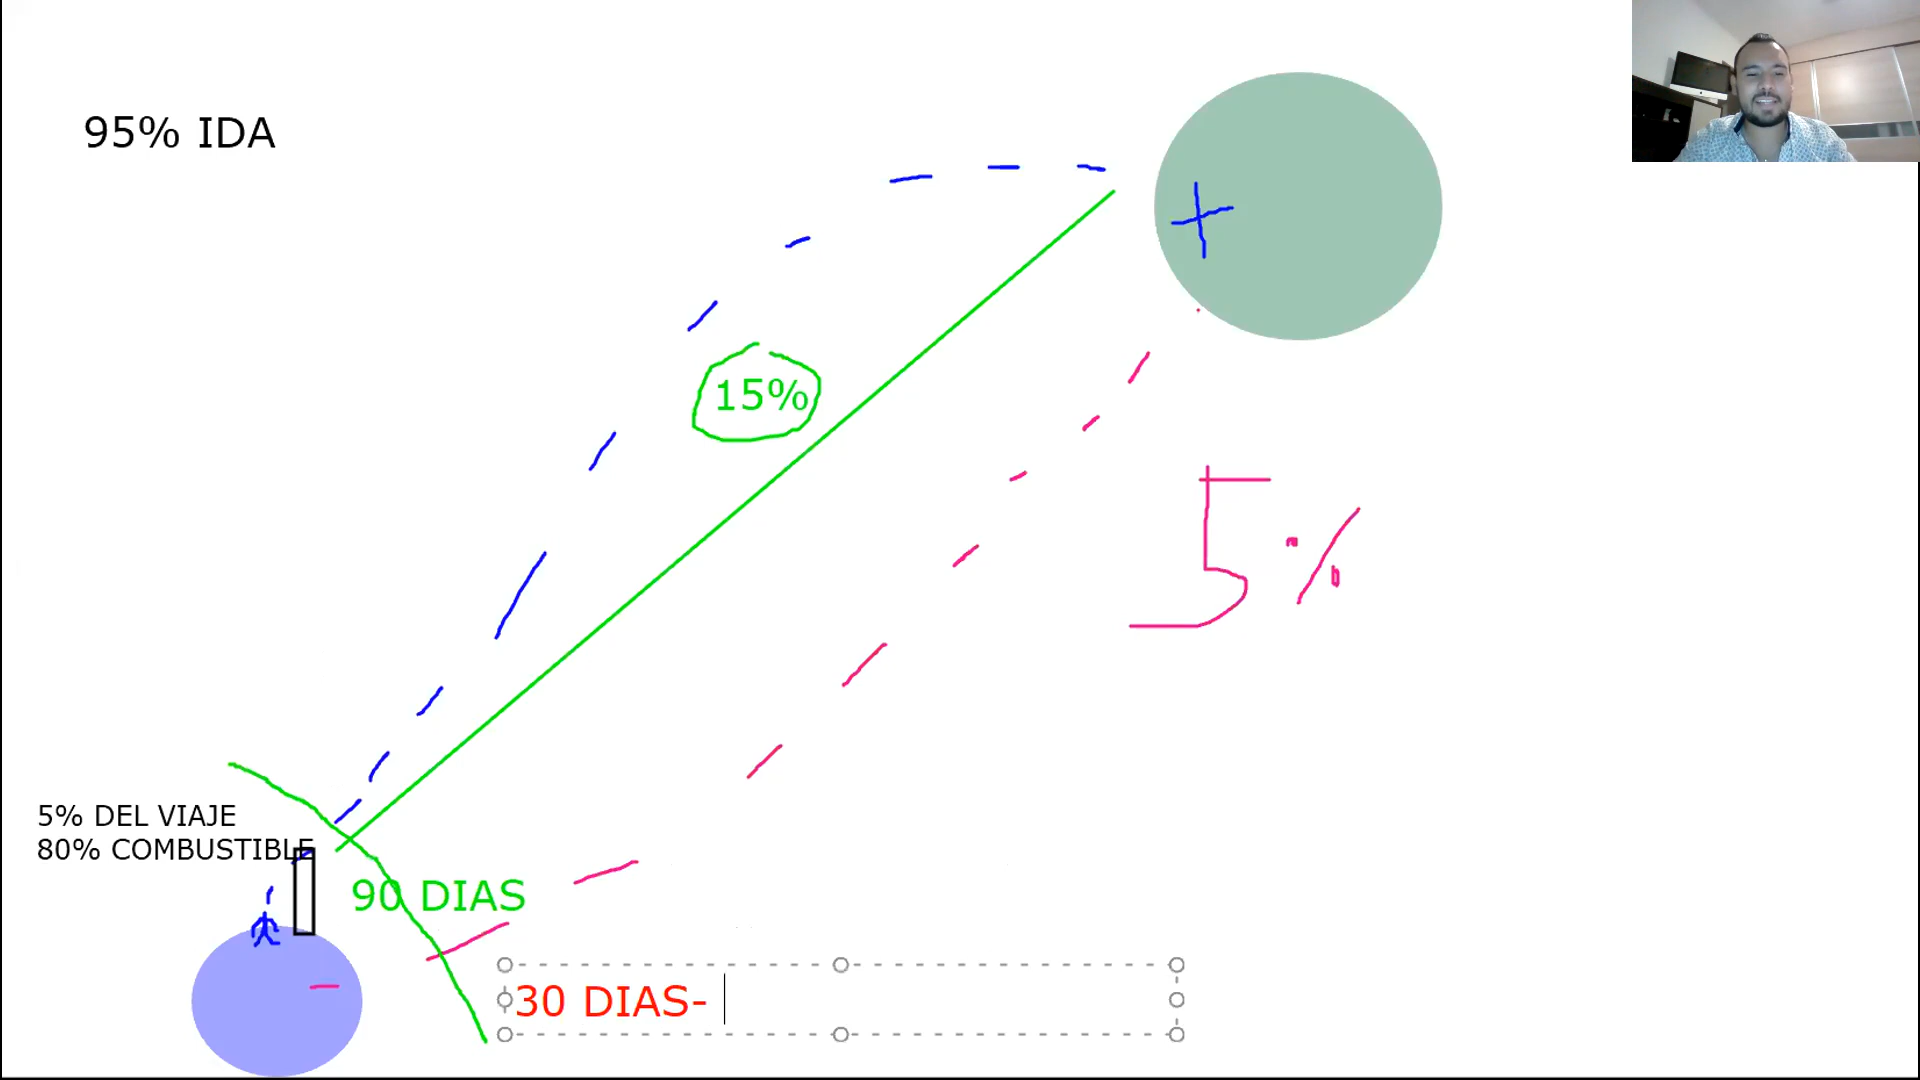 95% IDA
15%
5%
5% DEL VIAJE
80% COMBUSTIBLE
90 DIAS
30 DIAS-